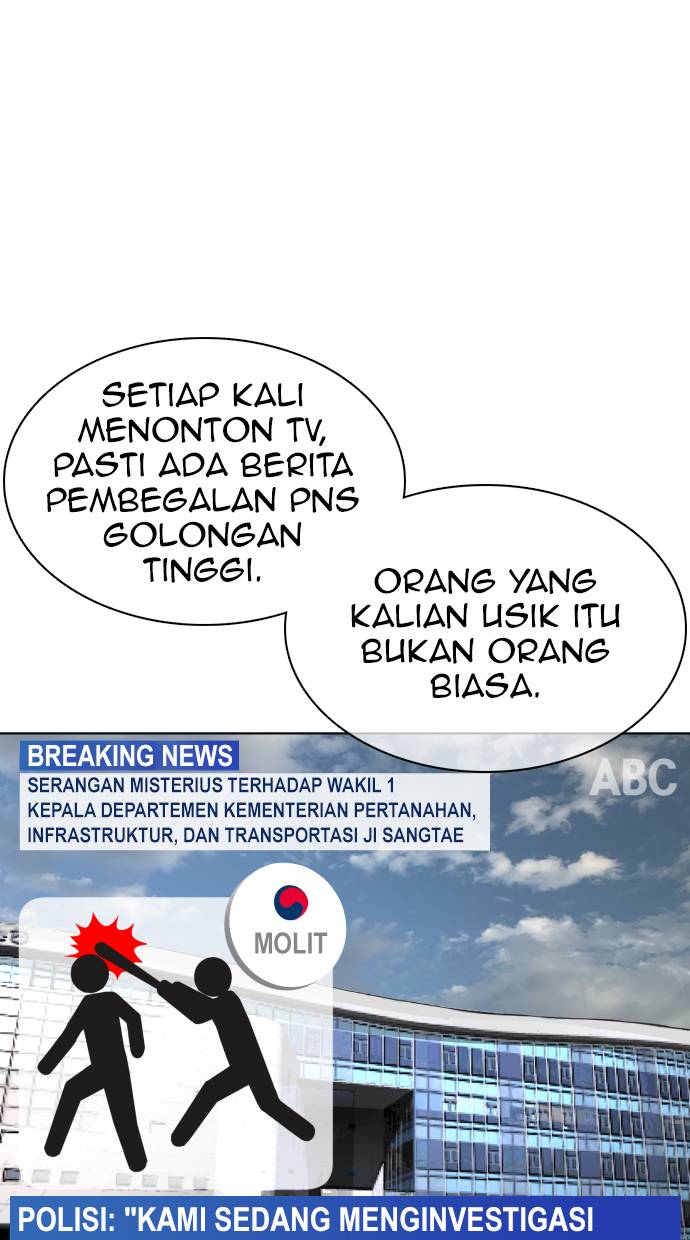 SETIAP KALI
MENONTON TV,
PASTI ADA BERITA
PEMBEGALAN PNS
GOLONGAN
TINGGI.
ORANG YANG
KALIAN USIK ITU
BUKAN ORANG
BIASA.
BREAKING NEWS
ABC
SERANGAN MISTERIUS TERHADAP WAKIL 1
KEPALA DEPARTEMEN KEMENTERIAN PERTANAHAN,
INFRASTRUKTUR, DAN TRANSPORTASI JI SANGTAE
MOLIT
POLISI: "KAMI SEDANG MENGINVESTIGASI